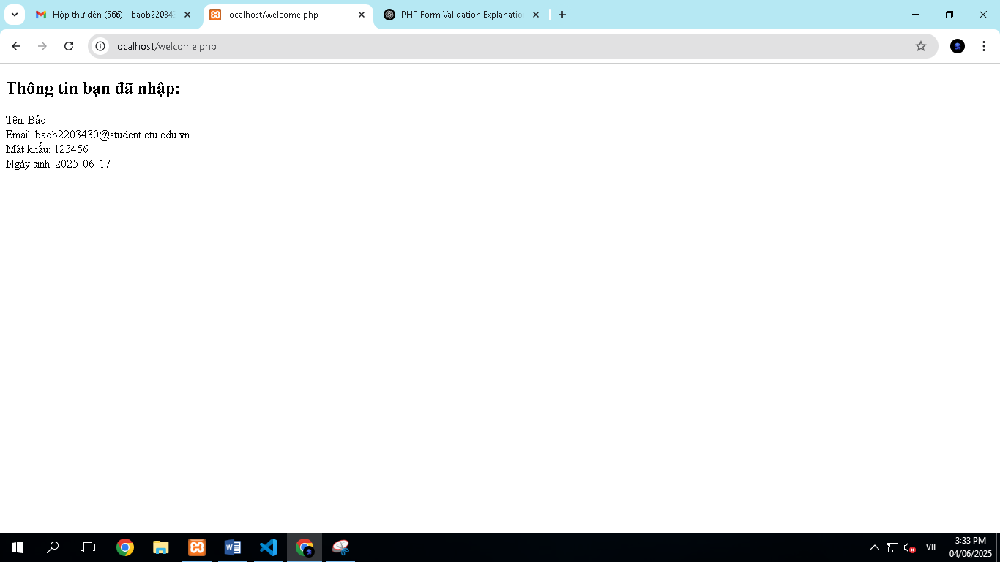 Hộp thư đến (566) - baob22034
localhost/welcome.php
PHP Form Validation Explanatio
localhost/welcome.php
Thông tin bạn đã nhập:
Tên: Bảo
Email: baob2203430@student.ctu.edu.vn
Mật khẩu: 123456
Ngày sinh: 2025-06-17
VIE
3:33 PM
04/06/2025